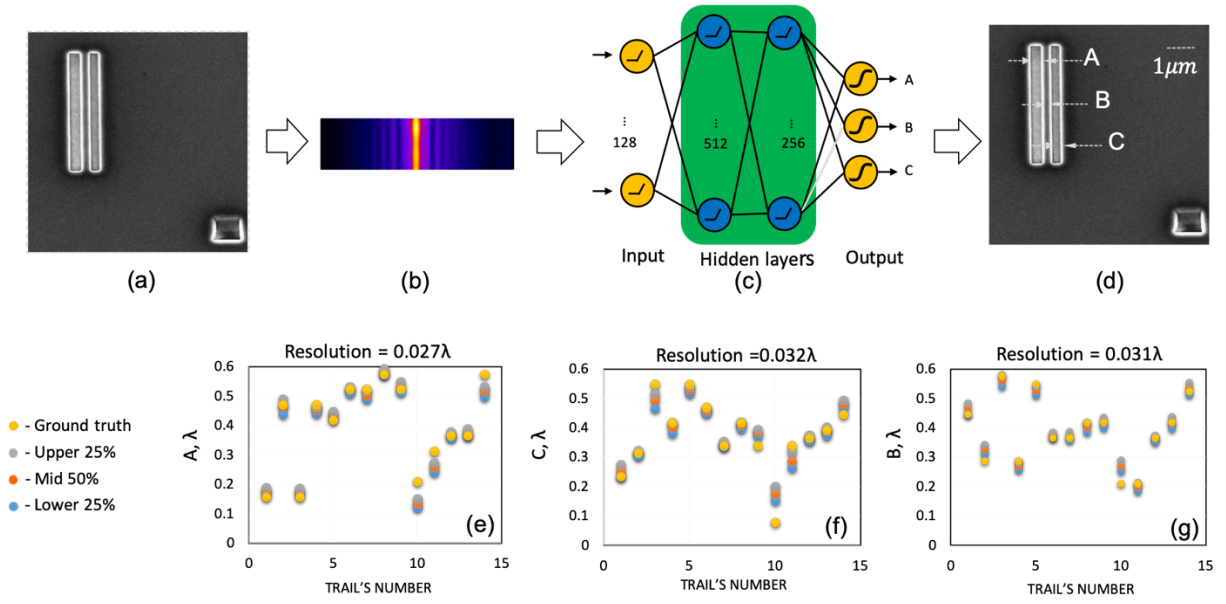 A
B
C
1μm
⋮ ⋮ ⋮
128 512 256
A
B
C
Input Hidden layers Output
(a) (b) (c) (d)
Resolution = 0.027λ
Resolution =0.032λ
Resolution = 0.031λ
- Ground truth
- Upper 25%
- Mid 50%
- Lower 25%
A, λ
0.6
0.5
0.4
0.3
0.2
0.1
0
0 5 10 15
TRAIL'S NUMBER
(e)
C, λ
0.6
0.5
0.4
0.3
0.2
0.1
0
0 5 10 15
TRAIL'S NUMBER
(f)
B, λ
0.6
0.5
0.4
0.3
0.2
0.1
0
0 5 10 15
TRAIL'S NUMBER
(g)